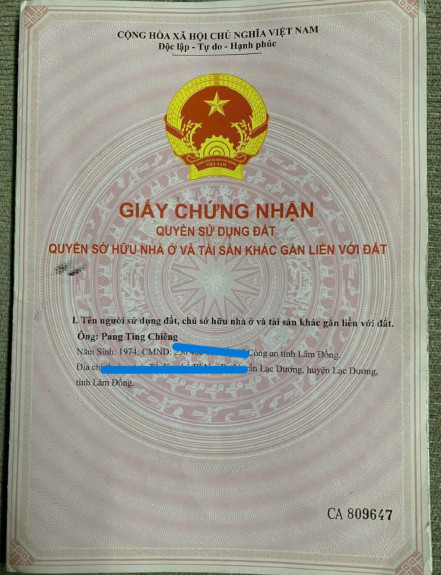 CỘNG HÒA XÃ HỘI CHỦ NGHĨA VIỆT NAM
Độc lập - Tự do - Hạnh phúc
VIỆT NAM
GIẤY CHỨNG NHẬN
QUYỀN SỬ DỤNG ĐẤT
QUYỀN SỞ HỮU NHÀ Ở VÀ TÀI SẢN KHÁC GẮN LIỀN VỚI ĐẤT
I. Tên người sử dụng đất, chủ sở hữu nhà ở và tài sản khác gắn liền với đất.
Ông: Pang Ting Chiêng
Năm Sinh: 1974, CMND: Công an tỉnh Lâm Đồng.
Địa Lạc Dương, huyện Lạc Dương,
tỉnh Lâm Đồng.
CA 809647